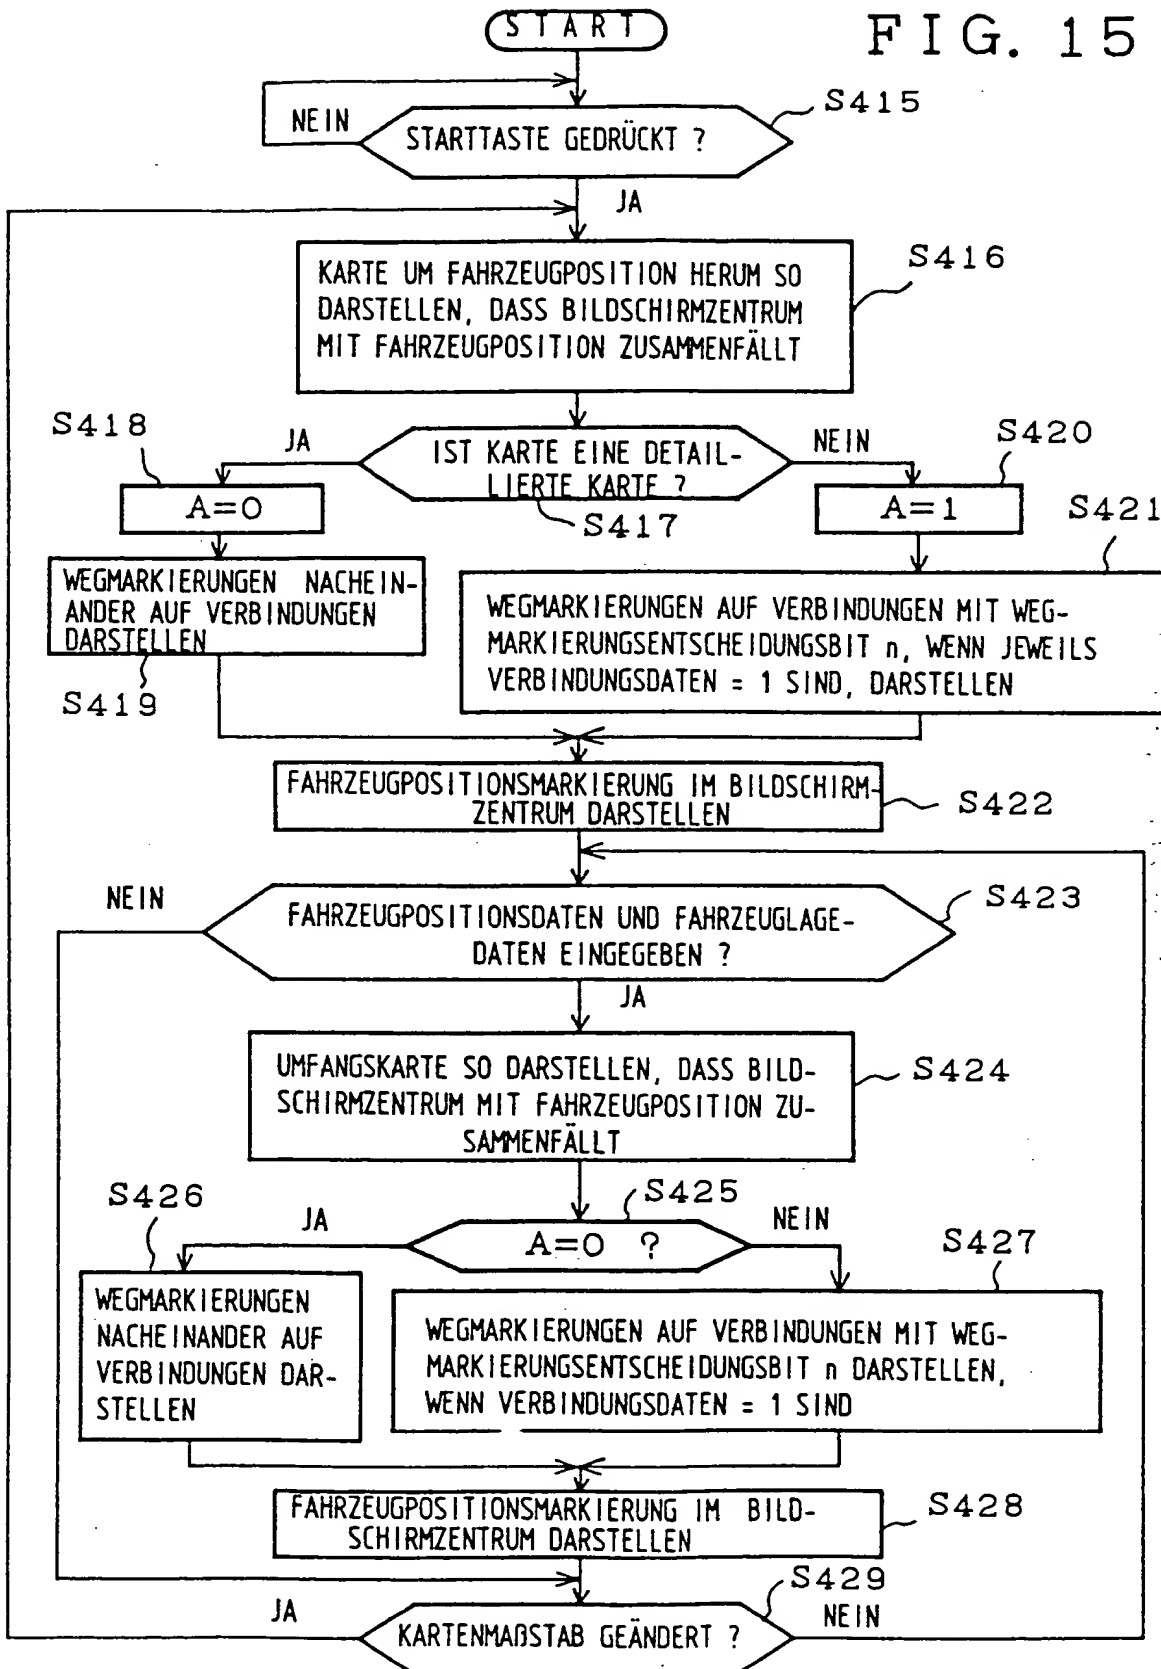 START
FIG. 15
S415
NEIN
STARTTASTE GEDRÜCKT ?
JA
S416
KARTE UM FAHRZEUGPOSITION HERUM SO
DARSTELLEN, DASS BILDSCHIRMZENTRUM
MIT FAHRZEUGPOSITION ZUSAMMENFÄLLT
S418
JA
IST KARTE EINE DETAIL-
LIERTE KARTE ?
NEIN
S420
A=0
S417
A=1
S421
WEGMARKIERUNGEN NACHEIN-
ANDER AUF VERBINDUNGEN
DARSTELLEN
S419
WEGMARKIERUNGEN AUF VERBINDUNGEN MIT WEG-
MARKIERUNGSENTSCHEIDUNGSBIT n, WENN JEWEILS
VERBINDUNGSDATEN = 1 SIND, DARSTELLEN
FAHRZEUGPOSITIONSMARKIERUNG IM BILDSCHIRM-
ZENTRUM DARSTELLEN
S422
NEIN
S423
FAHRZEUGPOSITIONSDATEN UND FAHRZEUGLAGE-
DATEN EINGEGEBEN ?
JA
UMFANGSKARTE SO DARSTELLEN, DASS BILD-
SCHIRMZENTRUM MIT FAHRZEUGPOSITION ZU-
SAMMENFÄLLT
S424
S426
JA
S425
A=0 ?
NEIN
S427
WEGMARKIERUNGEN
NACHEINANDER AUF
VERBINDUNGEN DAR-
STELLEN
WEGMARKIERUNGEN AUF VERBINDUNGEN MIT WEG-
MARKIERUNGSENTSCHEIDUNGSBIT n DARSTELLEN,
WENN VERBINDUNGSDATEN = 1 SIND
FAHRZEUGPOSITIONSMARKIERUNG IM BILD-
SCHIRMZENTRUM DARSTELLEN
S428
S429
JA
KARTENMAßSTAB GEÄNDERT ?
NEIN